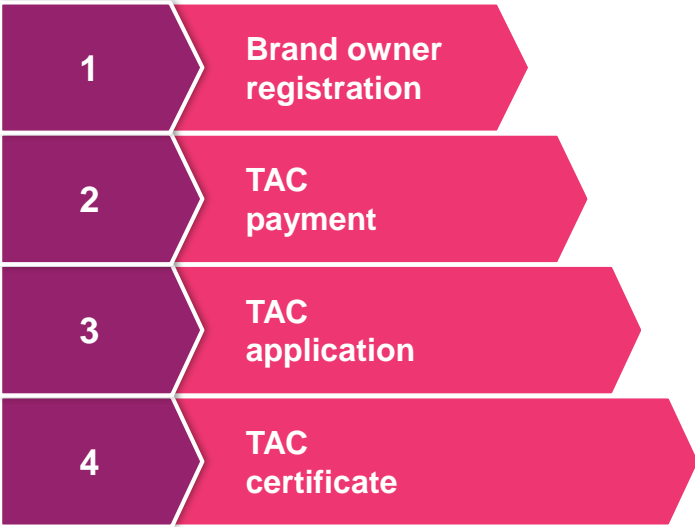 1
Brand owner
registration
2
TAC
payment
3
TAC
application
4
TAC
certificate